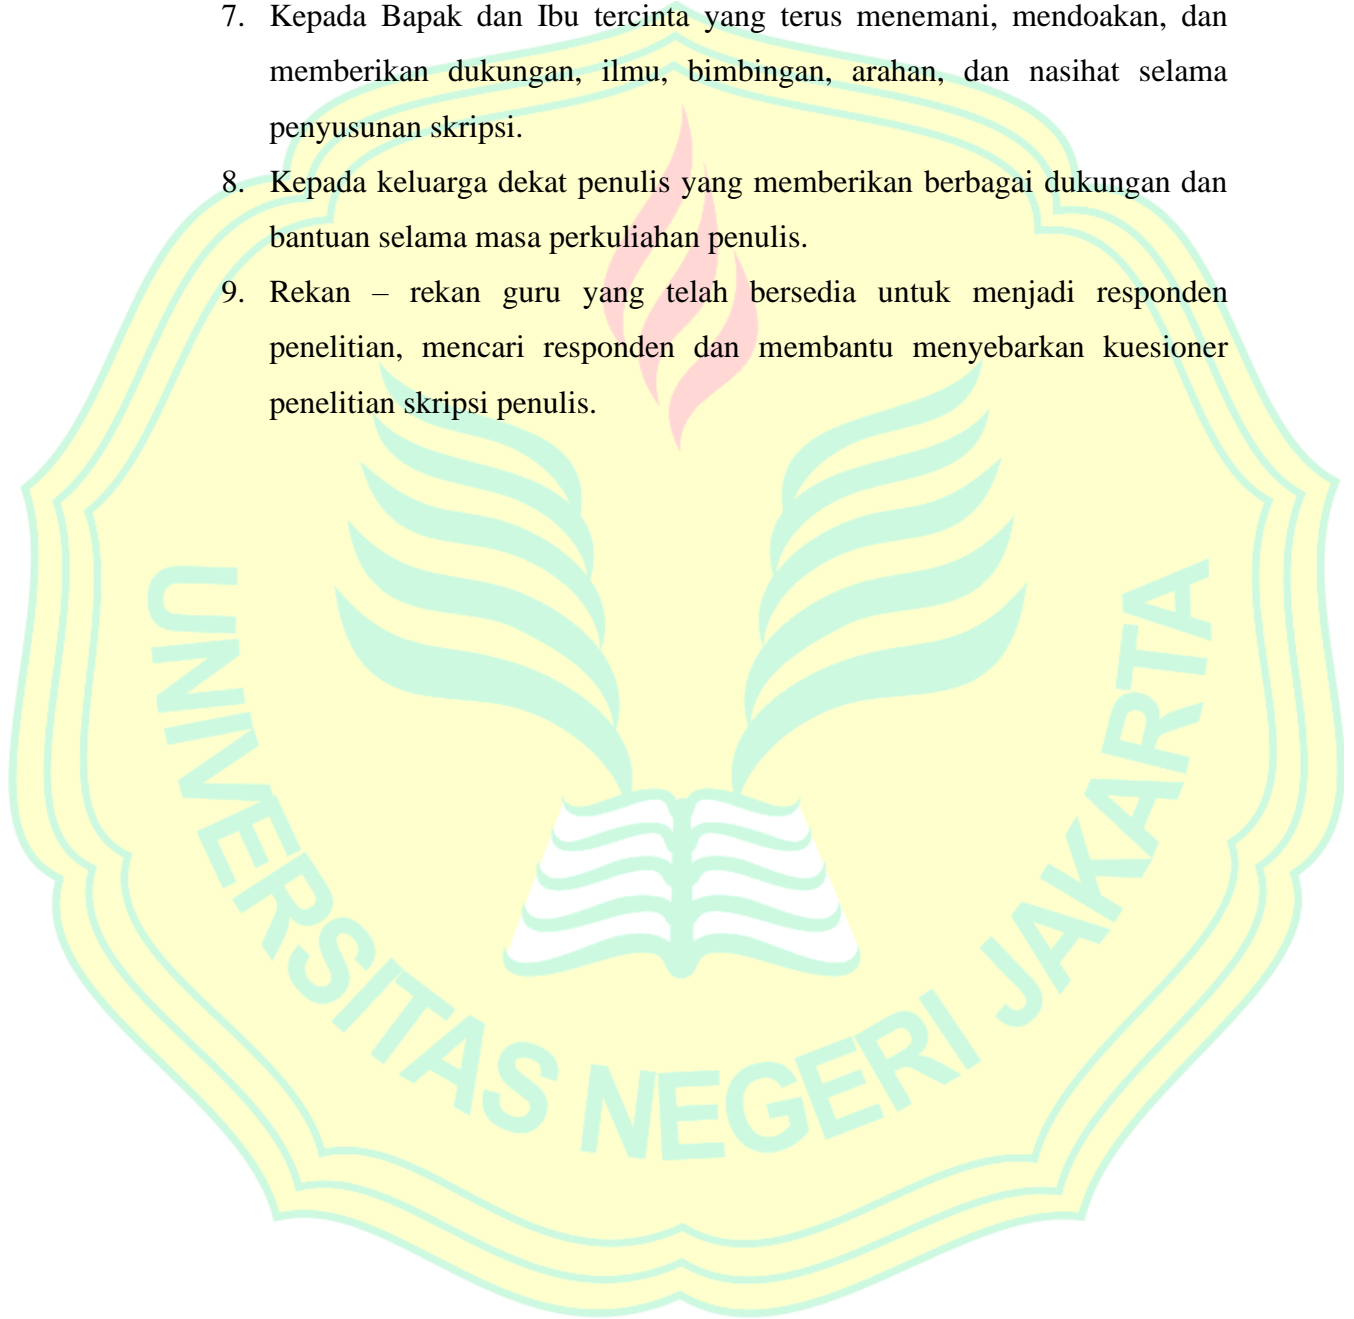 7. Kepada Bapak dan Ibu tercinta yang terus menemani, mendoakan, dan
memberikan dukungan, ilmu, bimbingan, arahan, dan nasihat selama
penyusunan skripsi.
8. Kepada keluarga dekat penulis yang memberikan berbagai dukungan dan
bantuan selama masa perkuliahan penulis.
9. Rekan – rekan guru yang telah bersedia untuk menjadi responden
penelitian, mencari responden dan membantu menyebarkan kuesioner
penelitian skripsi penulis.
UNIVERSITAS NEGERI JAKARTA